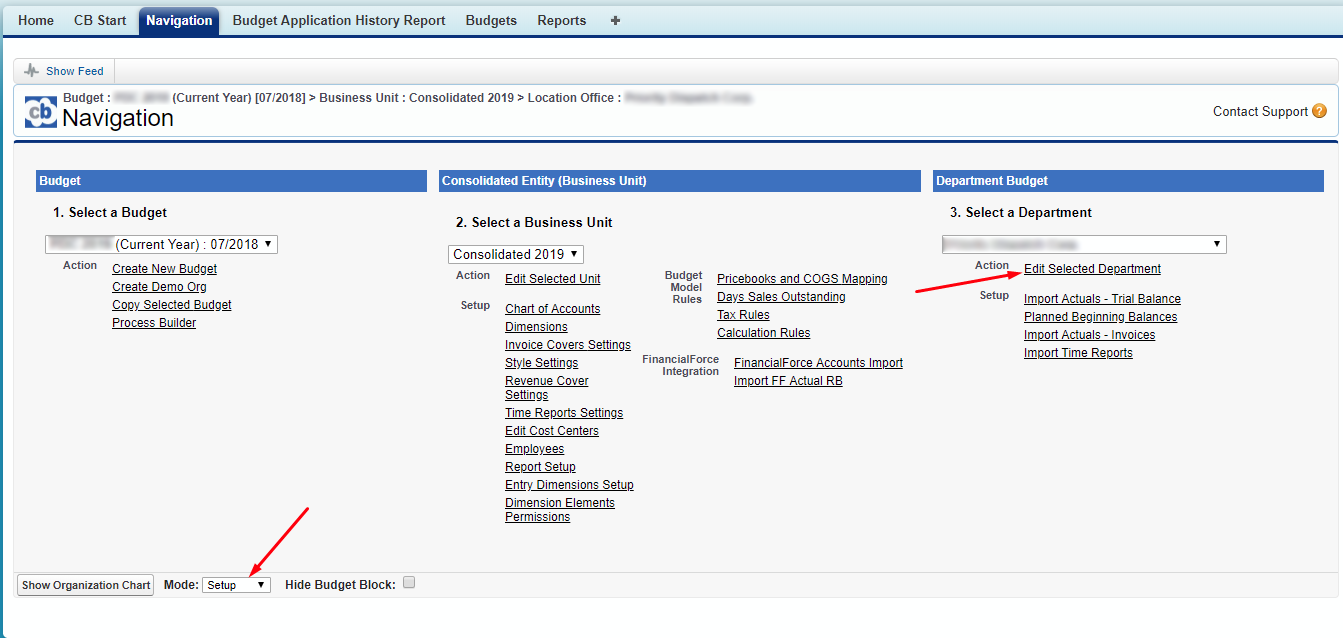 Home CB Start Navigation Budget Application History Report Budgets Reports +
Show Feed
cb
Budget : (Current Year) [07/2018] > Business Unit : Consolidated 2019 > Location Office :
Navigation
Contact Support ?
Budget
1. Select a Budget
(Current Year) : 07/2018
Action
Create New Budget
Create Demo Org
Copy Selected Budget
Process Builder
Consolidated Entity (Business Unit)
2. Select a Business Unit
Consolidated 2019
Action
Edit Selected Unit
Setup
Chart of Accounts
Dimensions
Invoice Covers Settings
Style Settings
Revenue Cover
Settings
Time Reports Settings
Edit Cost Centers
Employees
Report Setup
Entry Dimensions Setup
Dimension Elements
Permissions
Budget
Model
Rules
Pricebooks and COGS Mapping
Days Sales Outstanding
Tax Rules
Calculation Rules
FinancialForce
Integration
FinancialForce Accounts Import
Import FF Actual RB
Department Budget
3. Select a Department
Action
Edit Selected Department
Setup
Import Actuals - Trial Balance
Planned Beginning Balances
Import Actuals - Invoices
Import Time Reports
Show Organization Chart Mode: Setup Hide Budget Block: